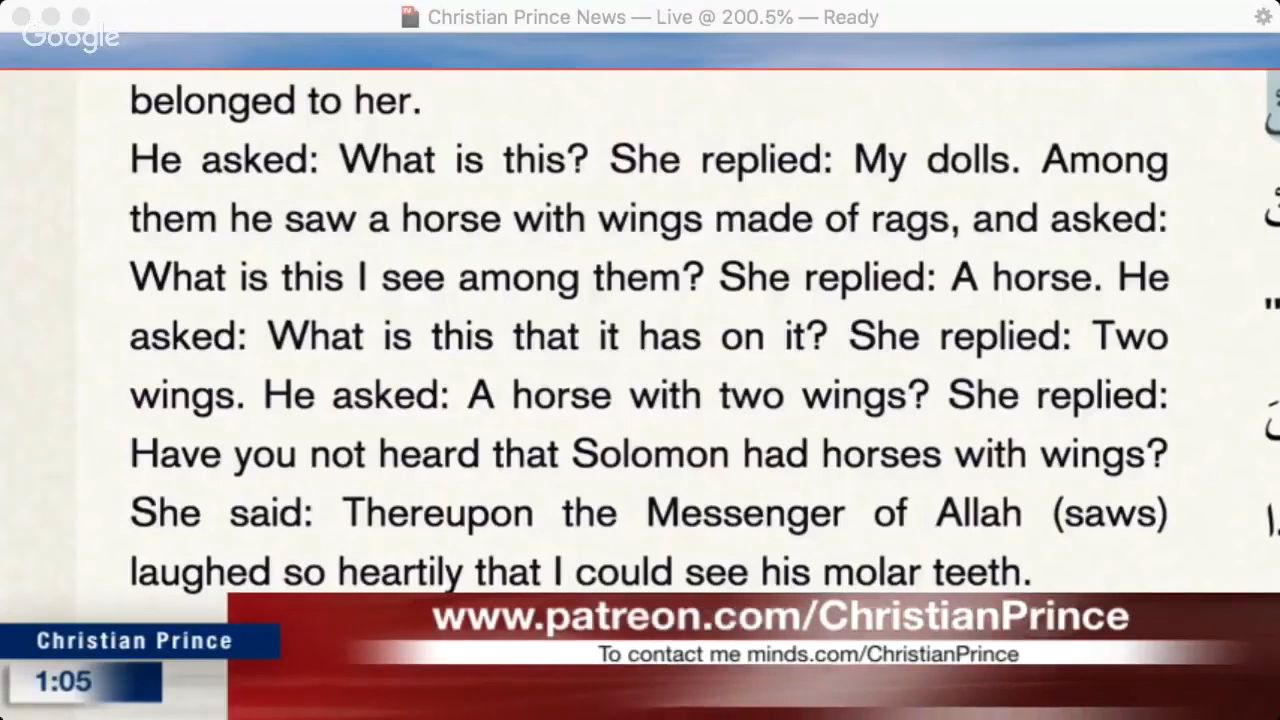 Christian Prince News — Live @ 200.5% — Ready
Google
belonged to her.
He asked: What is this? She replied: My dolls. Among
them he saw a horse with wings made of rags, and asked:
What is this I see among them? She replied: A horse. He
asked: What is this that it has on it? She replied: Two
wings. He asked: A horse with two wings? She replied:
Have you not heard that Solomon had horses with wings?
She said: Thereupon the Messenger of Allah (saws)
laughed so heartily that I could see his molar teeth.
www.patreon.com/ChristianPrince
Christian Prince
To contact me minds.com/ChristianPrince
1:05